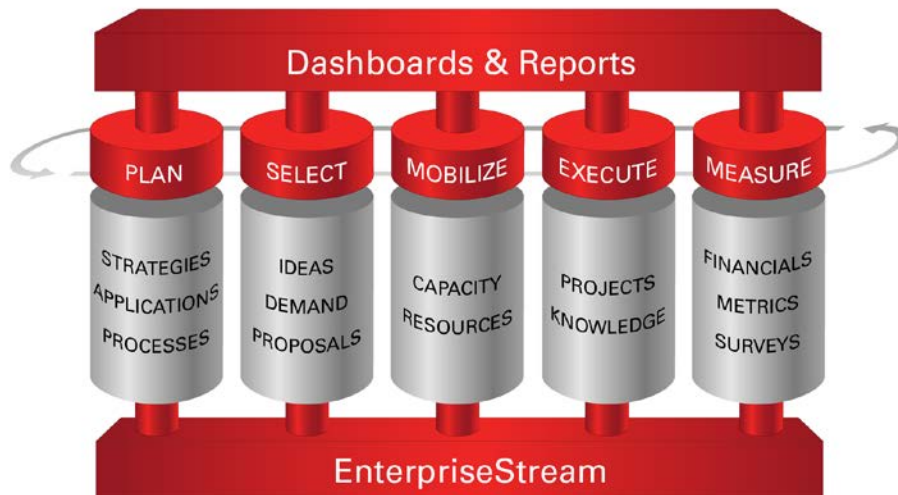 Dashboards & Reports
PLAN
SELECT
MOBILIZE
EXECUTE
MEASURE
STRATEGIES
APPLICATIONS
PROCESSES
IDEAS
DEMAND
PROPOSALS
CAPACITY
RESOURCES
PROJECTS
KNOWLEDGE
FINANCIALS
METRICS
SURVEYS
EnterpriseStream